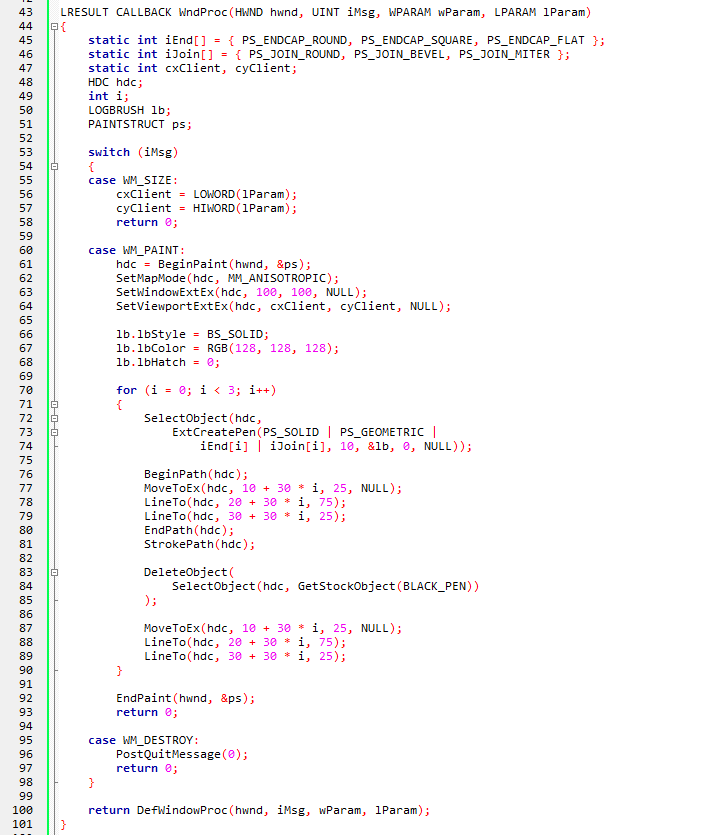 43 LRESULT CALLBACK WndProc(HWND hwnd, UINT iMsg, WPARAM wParam, LPARAM lParam)
44 {
45     static int iEnd[] = { PS_ENDCAP_ROUND, PS_ENDCAP_SQUARE, PS_ENDCAP_FLAT };
46     static int iJoin[] = { PS_JOIN_ROUND, PS_JOIN_BEVEL, PS_JOIN_MITER };
47     static int cxClient, cyClient;
48     HDC hdc;
49     int i;
50     LOGBRUSH lb;
51     PAINTSTRUCT ps;
52
53     switch (iMsg)
54     {
55     case WM_SIZE:
56         cxClient = LOWORD(lParam);
57         cyClient = HIWORD(lParam);
58         return 0;
59
60     case WM_PAINT:
61         hdc = BeginPaint(hwnd, &ps);
62         SetMapMode(hdc, MM_ANISOTROPIC);
63         SetWindowExtEx(hdc, 100, 100, NULL);
64         SetViewportExtEx(hdc, cxClient, cyClient, NULL);
65
66         lb.lbStyle = BS_SOLID;
67         lb.lbColor = RGB(128, 128, 128);
68         lb.lbHatch = 0;
69
70         for (i = 0; i < 3; i++)
71         {
72             SelectObject(hdc,
73                 ExtCreatePen(PS_SOLID | PS_GEOMETRIC |
74                     iEnd[i] | iJoin[i], 10, &lb, 0, NULL));
75
76             BeginPath(hdc);
77             MoveToEx(hdc, 10 + 30 * i, 25, NULL);
78             LineTo(hdc, 20 + 30 * i, 75);
79             LineTo(hdc, 30 + 30 * i, 25);
80             EndPath(hdc);
81             StrokePath(hdc);
82
83             DeleteObject(
84                 SelectObject(hdc, GetStockObject(BLACK_PEN))
85             );
86
87             MoveToEx(hdc, 10 + 30 * i, 25, NULL);
88             LineTo(hdc, 20 + 30 * i, 75);
89             LineTo(hdc, 30 + 30 * i, 25);
90         }
91
92         EndPaint(hwnd, &ps);
93         return 0;
94
95     case WM_DESTROY:
96         PostQuitMessage(0);
97         return 0;
98     }
99
100     return DefWindowProc(hwnd, iMsg, wParam, lParam);
101 }